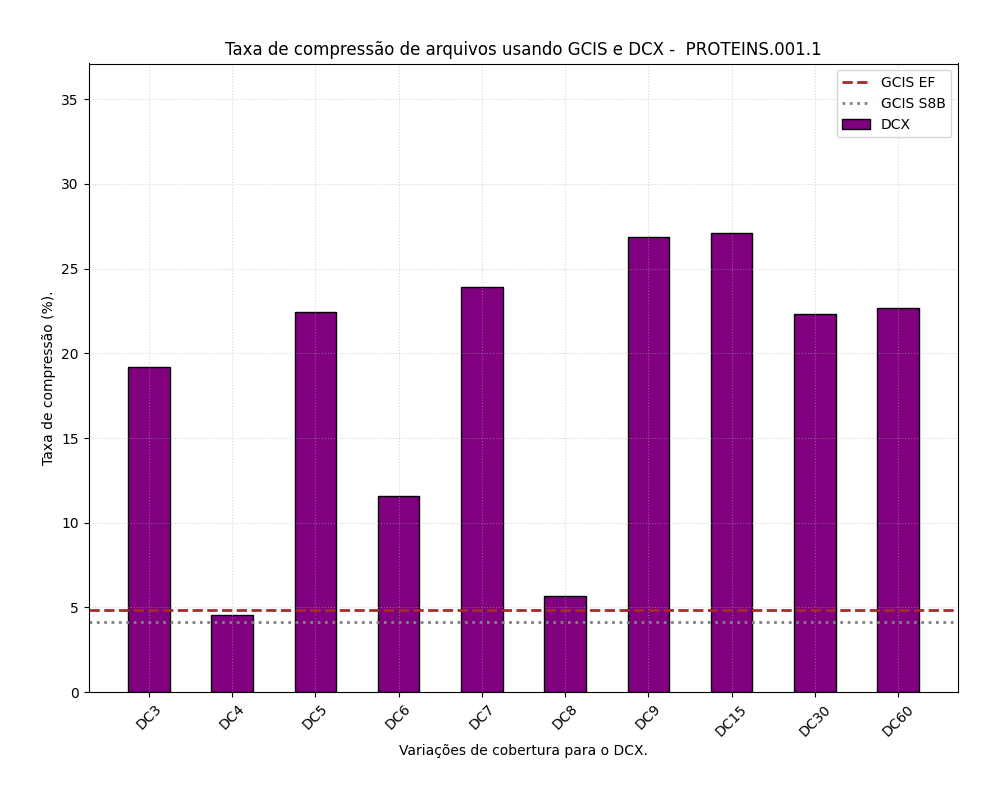 Taxa de compressão de arquivos usando GCIS e DCX -  PROTEINS.001.1
GCIS EF
GCIS S8B
DCX
Taxa de compressão (%).
35
30
25
20
15
10
5
0
DC3
DC4
DC5
DC6
DC7
DC8
DC9
DC15
DC30
DC60
Variações de cobertura para o DCX.